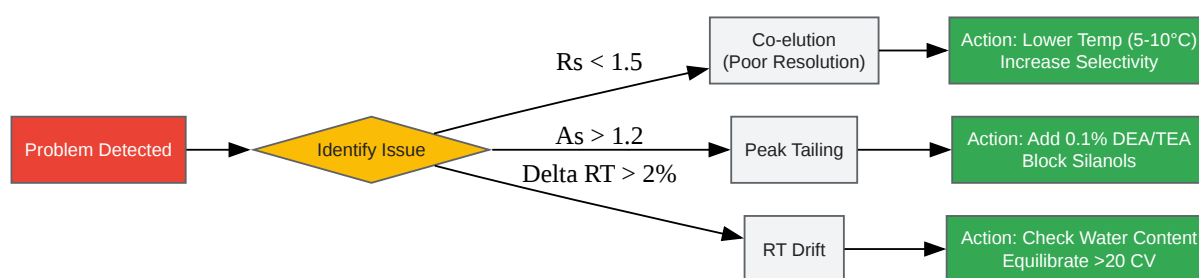 Problem Detected
Identify Issue
Rs < 1.5
Co-elution
(Poor Resolution)
Action: Lower Temp (5-10°C)
Increase Selectivity
As > 1.2
Peak Tailing
Action: Add 0.1% DEA/TEA
Block Silanols
Delta RT > 2%
RT Drift
Action: Check Water Content
Equilibrate >20 CV